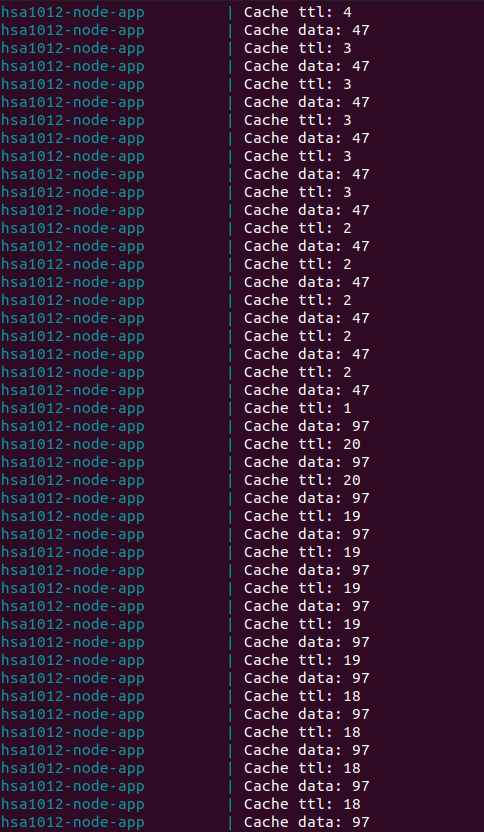 hsa1012-node-app | Cache ttl: 4
hsa1012-node-app | Cache data: 47
hsa1012-node-app | Cache ttl: 3
hsa1012-node-app | Cache data: 47
hsa1012-node-app | Cache ttl: 3
hsa1012-node-app | Cache data: 47
hsa1012-node-app | Cache ttl: 3
hsa1012-node-app | Cache data: 47
hsa1012-node-app | Cache ttl: 3
hsa1012-node-app | Cache data: 47
hsa1012-node-app | Cache ttl: 3
hsa1012-node-app | Cache data: 47
hsa1012-node-app | Cache ttl: 2
hsa1012-node-app | Cache data: 47
hsa1012-node-app | Cache ttl: 2
hsa1012-node-app | Cache data: 47
hsa1012-node-app | Cache ttl: 2
hsa1012-node-app | Cache data: 47
hsa1012-node-app | Cache ttl: 2
hsa1012-node-app | Cache data: 47
hsa1012-node-app | Cache ttl: 2
hsa1012-node-app | Cache data: 47
hsa1012-node-app | Cache ttl: 1
hsa1012-node-app | Cache data: 97
hsa1012-node-app | Cache ttl: 20
hsa1012-node-app | Cache data: 97
hsa1012-node-app | Cache ttl: 20
hsa1012-node-app | Cache data: 97
hsa1012-node-app | Cache ttl: 19
hsa1012-node-app | Cache data: 97
hsa1012-node-app | Cache ttl: 19
hsa1012-node-app | Cache data: 97
hsa1012-node-app | Cache ttl: 19
hsa1012-node-app | Cache data: 97
hsa1012-node-app | Cache ttl: 19
hsa1012-node-app | Cache data: 97
hsa1012-node-app | Cache ttl: 19
hsa1012-node-app | Cache data: 97
hsa1012-node-app | Cache ttl: 18
hsa1012-node-app | Cache data: 97
hsa1012-node-app | Cache ttl: 18
hsa1012-node-app | Cache data: 97
hsa1012-node-app | Cache ttl: 18
hsa1012-node-app | Cache data: 97
hsa1012-node-app | Cache ttl: 18
hsa1012-node-app | Cache data: 97